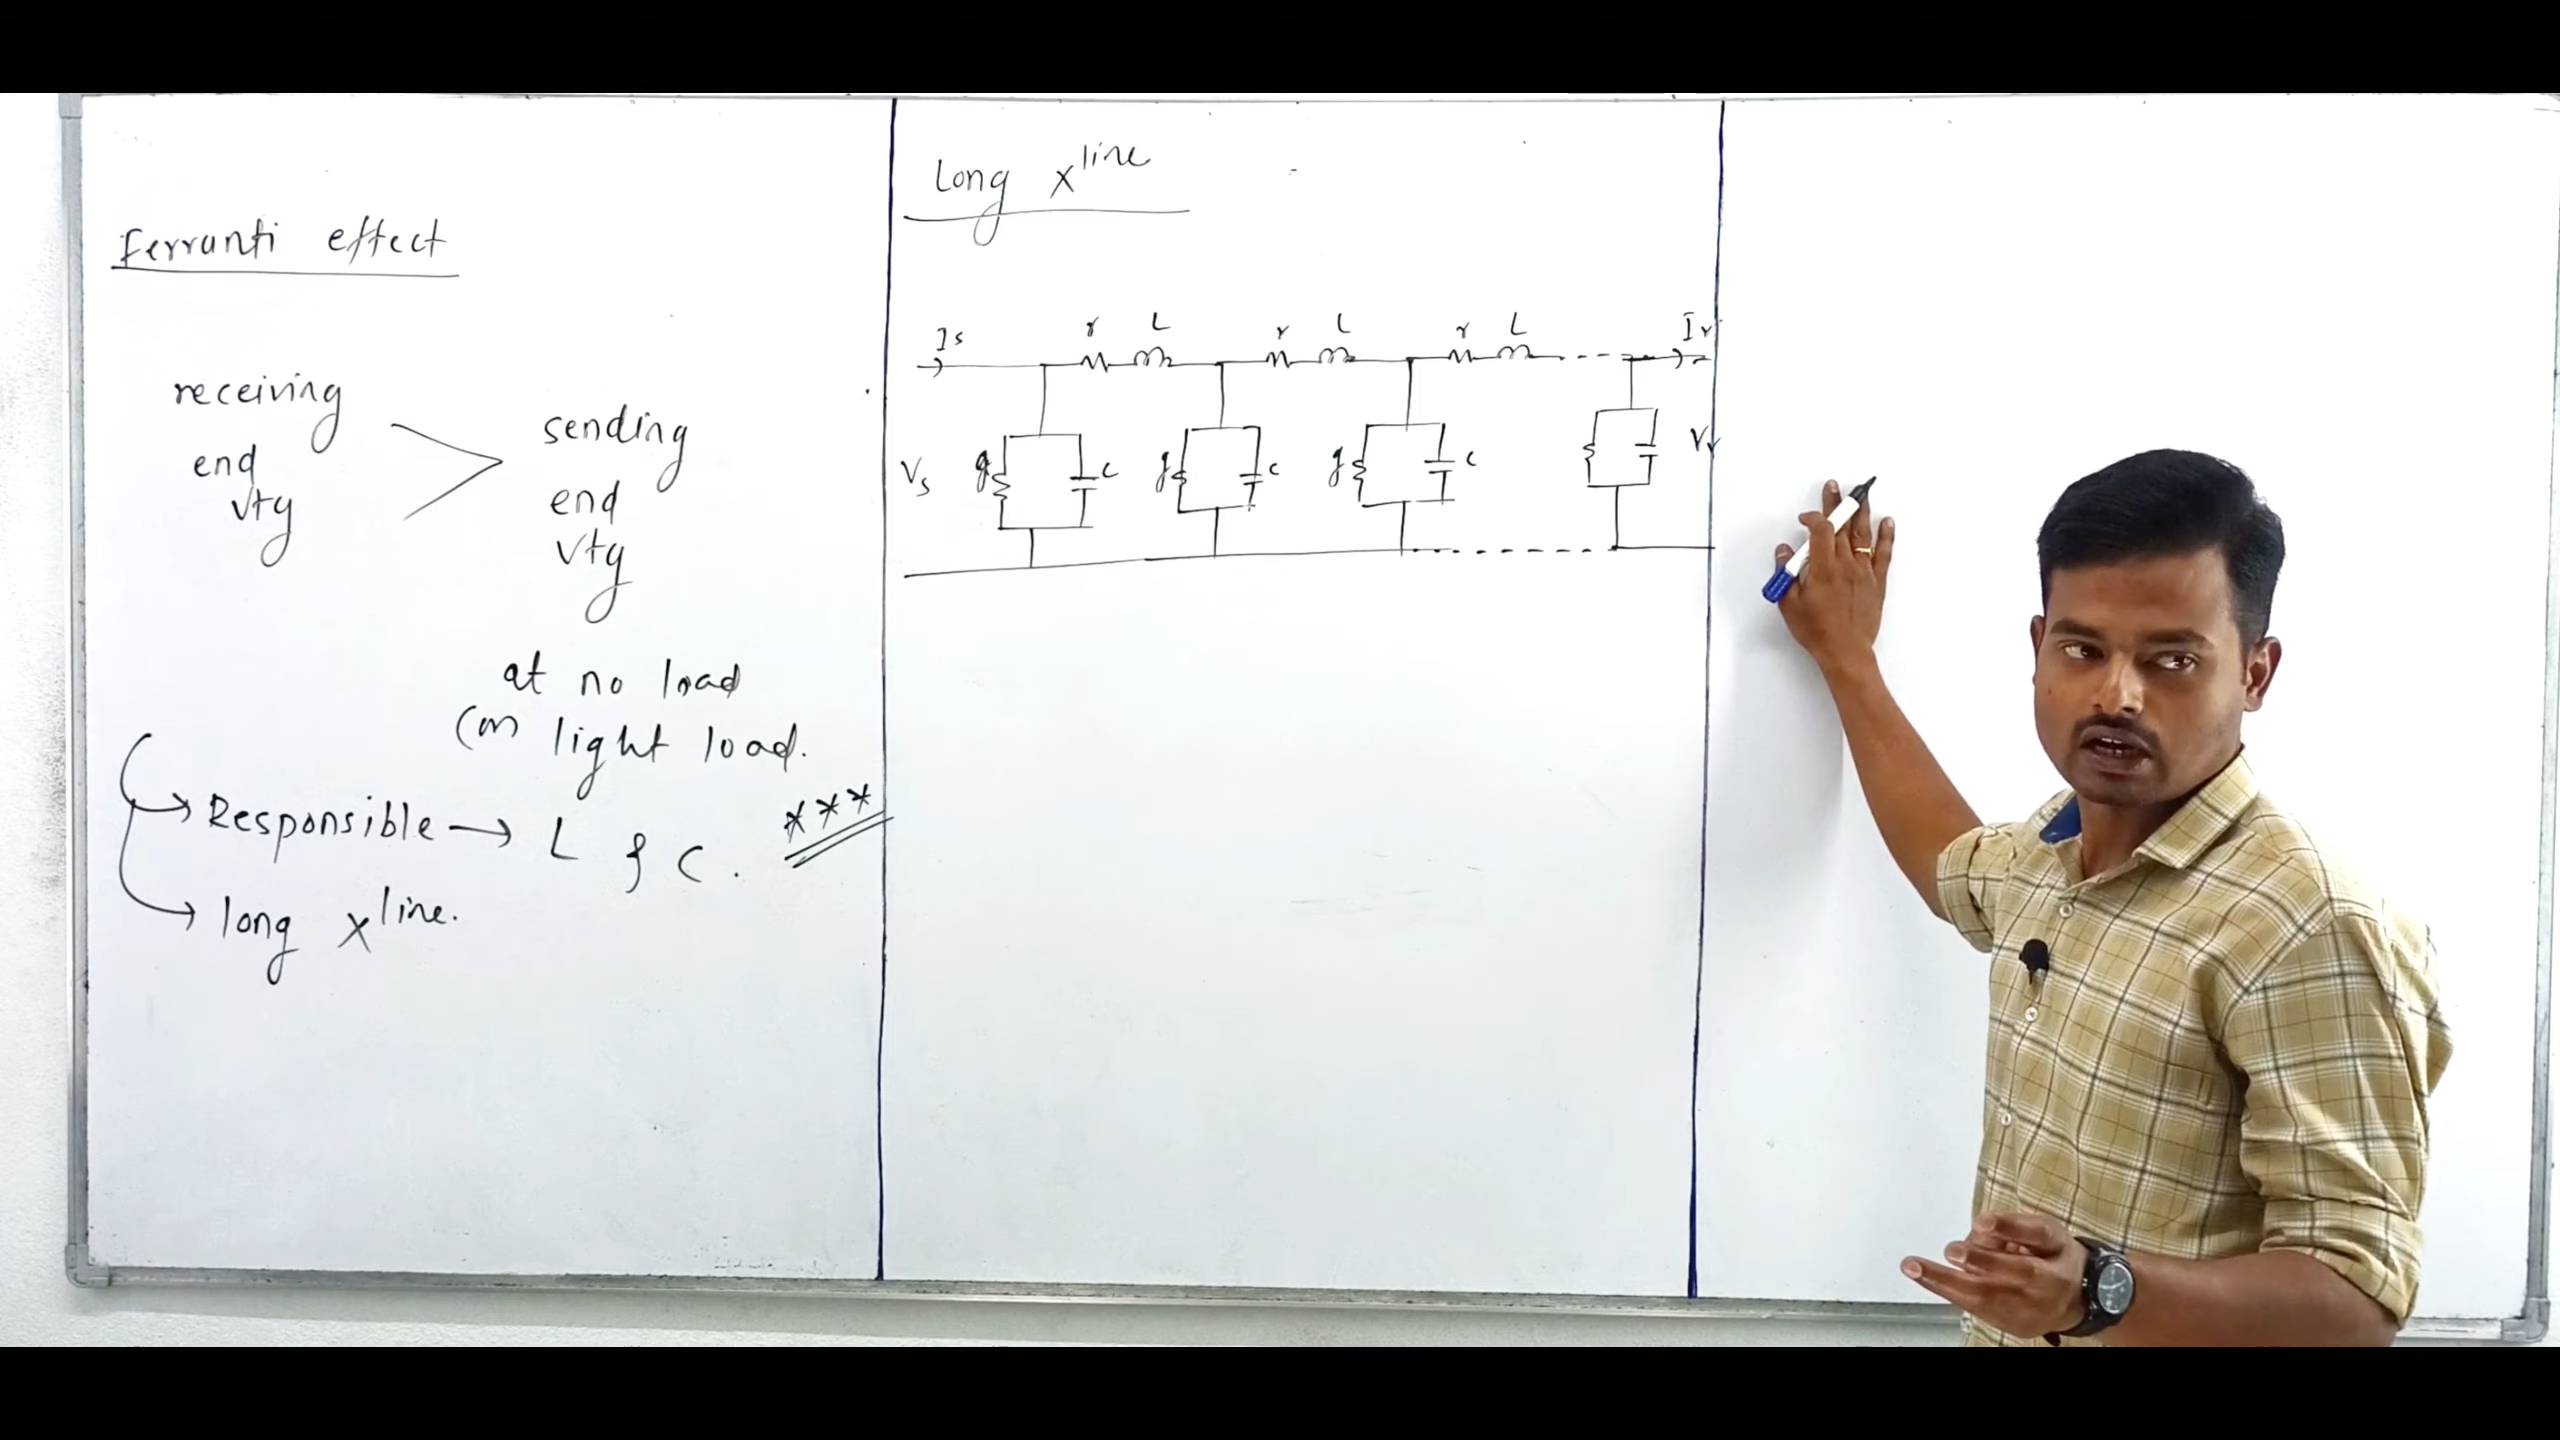 Ferranti effect
receiving
end
vtg
>
sending
end
vtg
at no load
(or) light load.
Responsible → L & C. ***
long x line.
Long x line
Is r L r L r L Ir
Vs g c g c g c Vr